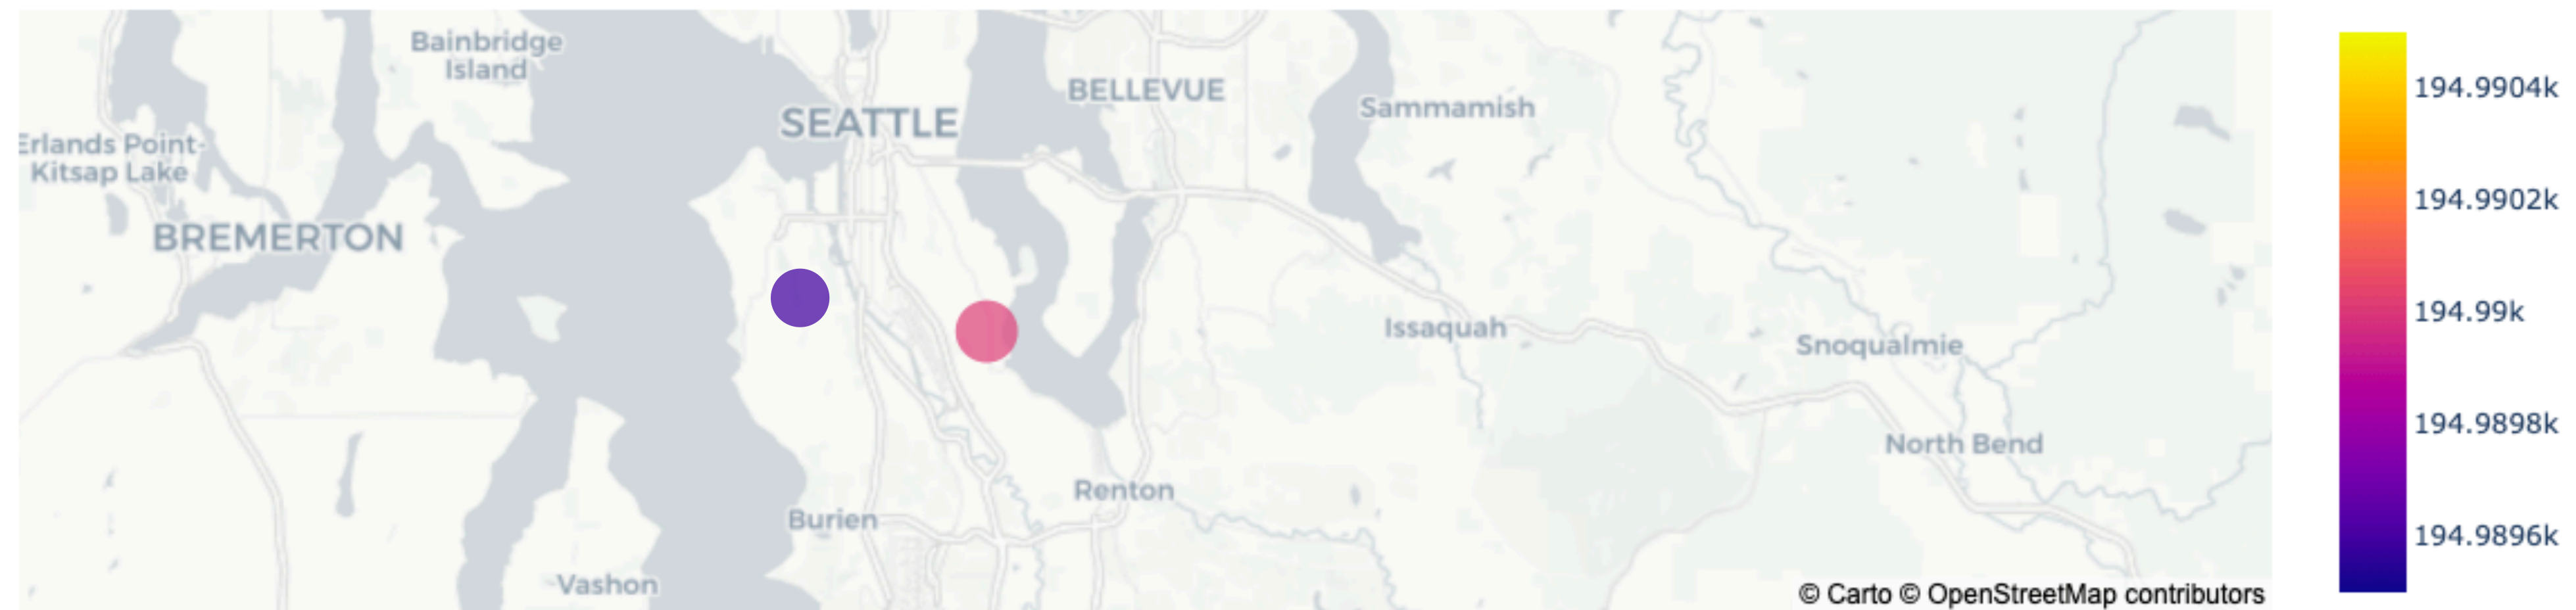 Bainbridge
Island
BELLEVUE
Sammamish
SEATTLE
Erlands Point-
Kitsap Lake
BREMERTON
Issaquah
Snoqualmie
North Bend
Renton
Burien
Vashon
© Carto © OpenStreetMap contributors
194.9904k
194.9902k
194.99k
194.9898k
194.9896k